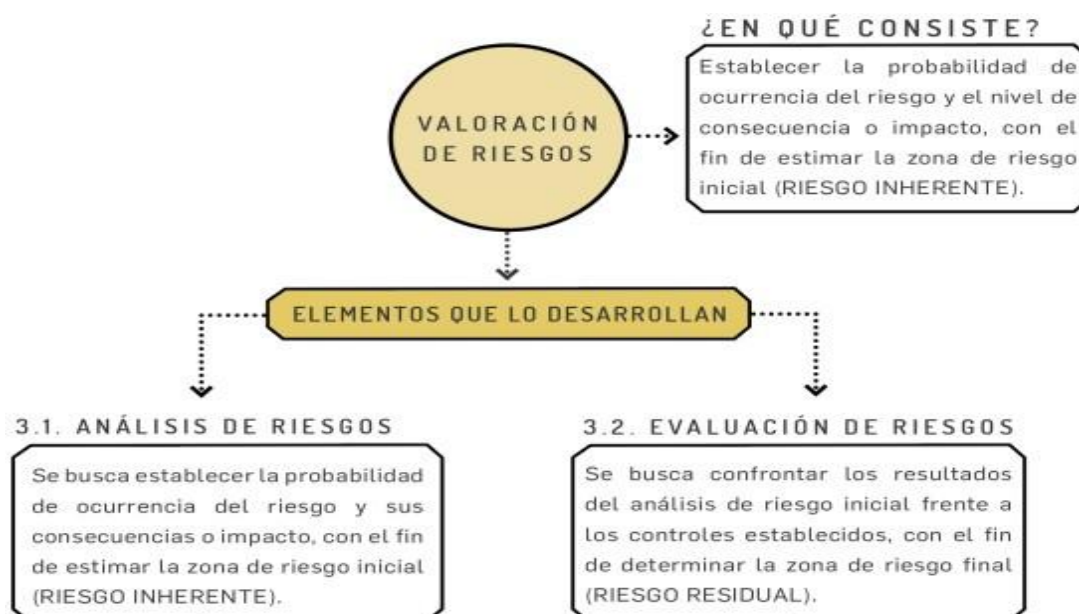 ¿EN QUÉ CONSISTE?
Establecer la probabilidad de
ocurrencia del riesgo y el nivel de
consecuencia o impacto, con el
fin de estimar la zona de riesgo
inicial (RIESGO INHERENTE).
VALORACIÓN
DE RIESGOS
ELEMENTOS QUE LO DESARROLLAN
3.1. ANÁLISIS DE RIESGOS
Se busca establecer la probabilidad
de ocurrencia del riesgo y sus
consecuencias o impacto, con el fin
de estimar la zona de riesgo inicial
(RIESGO INHERENTE).
3.2. EVALUACIÓN DE RIESGOS
Se busca confrontar los resultados
del análisis de riesgo inicial frente a
los controles establecidos, con el fin
de determinar la zona de riesgo final
(RIESGO RESIDUAL).